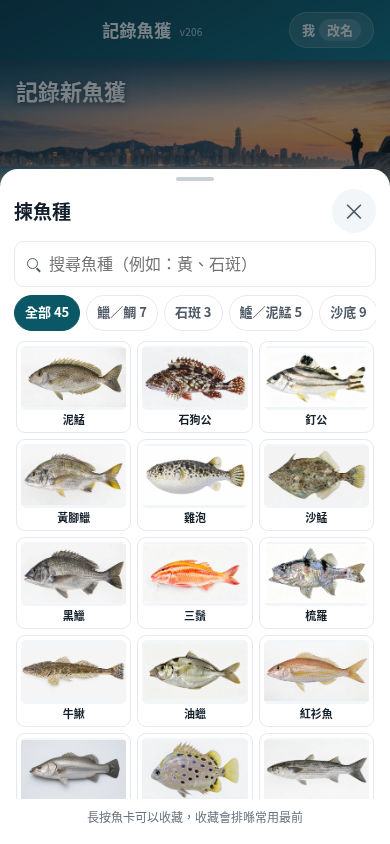 記錄魚獲 v206
我 改名
記錄新魚獲
揀魚種
搜尋魚種（例如：黃、石斑）
全部 45 鱲／鯛 7 石斑 3 鱸／泥鯭 5 沙底 9
泥鯭 石狗公 釘公
黃腳鱲 雞泡 沙鯭
黑鱲 三鬚 梳羅
牛鰍 油鱲 紅衫魚
長按魚卡可以收藏，收藏會排喺常用最前